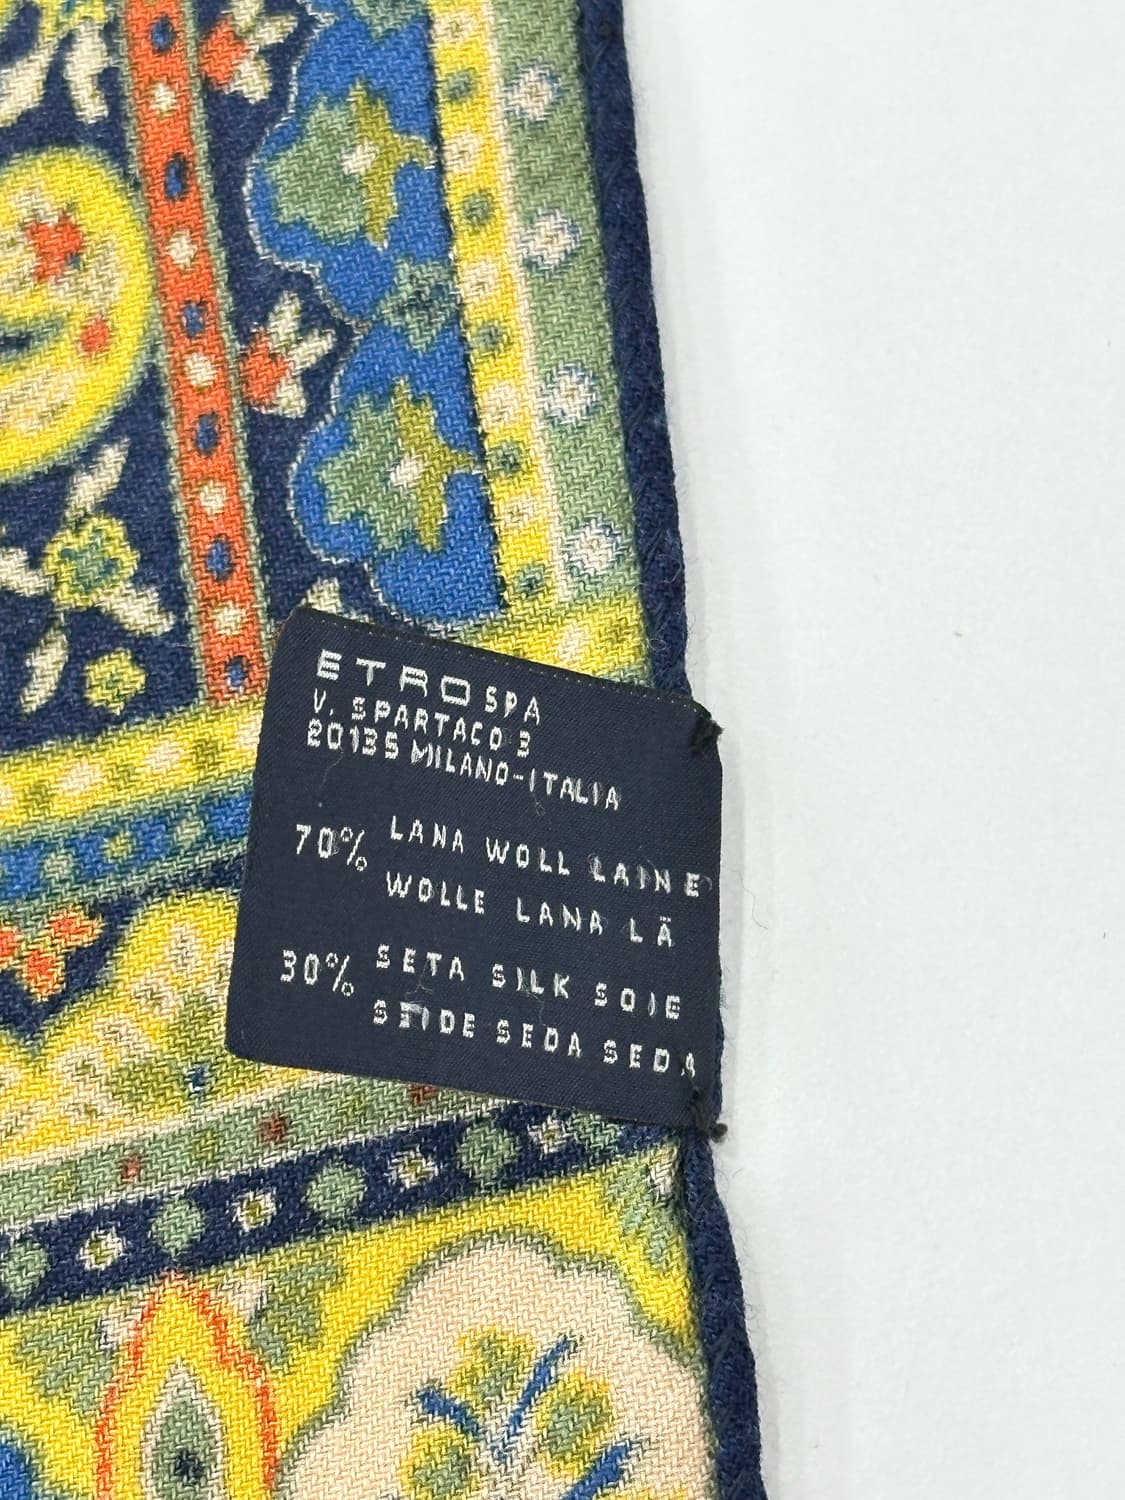 ETRO SPA
V. SPARTACO 3
20135 MILANO-ITALIA
70% LANA WOLL LAINE
WOLLE LANA LÄ
30% SETA SILK SOIE
SEIDE SEDA SEDA